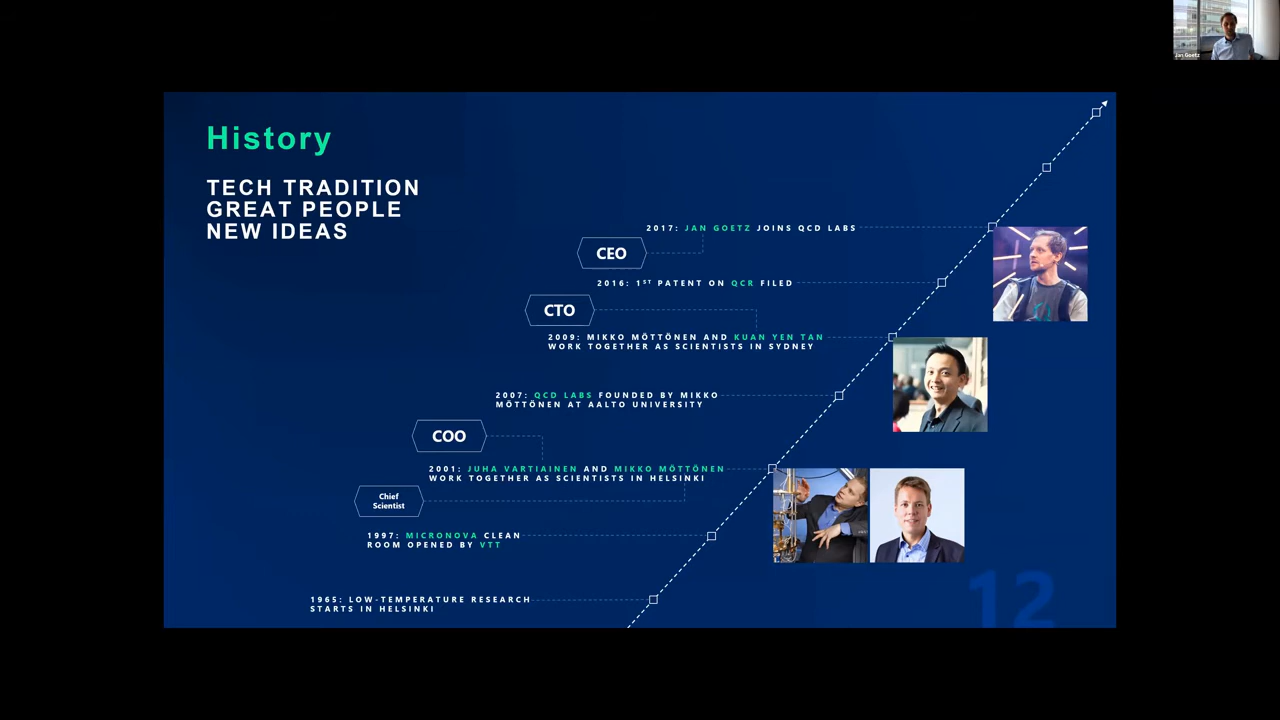 Jan Goetz
History
TECH TRADITION
GREAT PEOPLE
NEW IDEAS
2017: JAN GOETZ JOINS QCD LABS
CEO
2016: 1ST PATENT ON QCR FILED
CTO
2009: MIKKO MÖTTÖNEN AND KUAN YEN TAN
WORK TOGETHER AS SCIENTISTS IN SYDNEY
2007: QCD LABS FOUNDED BY MIKKO
MÖTTÖNEN AT AALTO UNIVERSITY
COO
2001: JUHA VARTIAINEN AND MIKKO MÖTTÖNEN
WORK TOGETHER AS SCIENTISTS IN HELSINKI
Chief
Scientist
1997: MICRONOVA CLEAN
ROOM OPENED BY VTT
1965: LOW-TEMPERATURE RESEARCH
STARTS IN HELSINKI
12